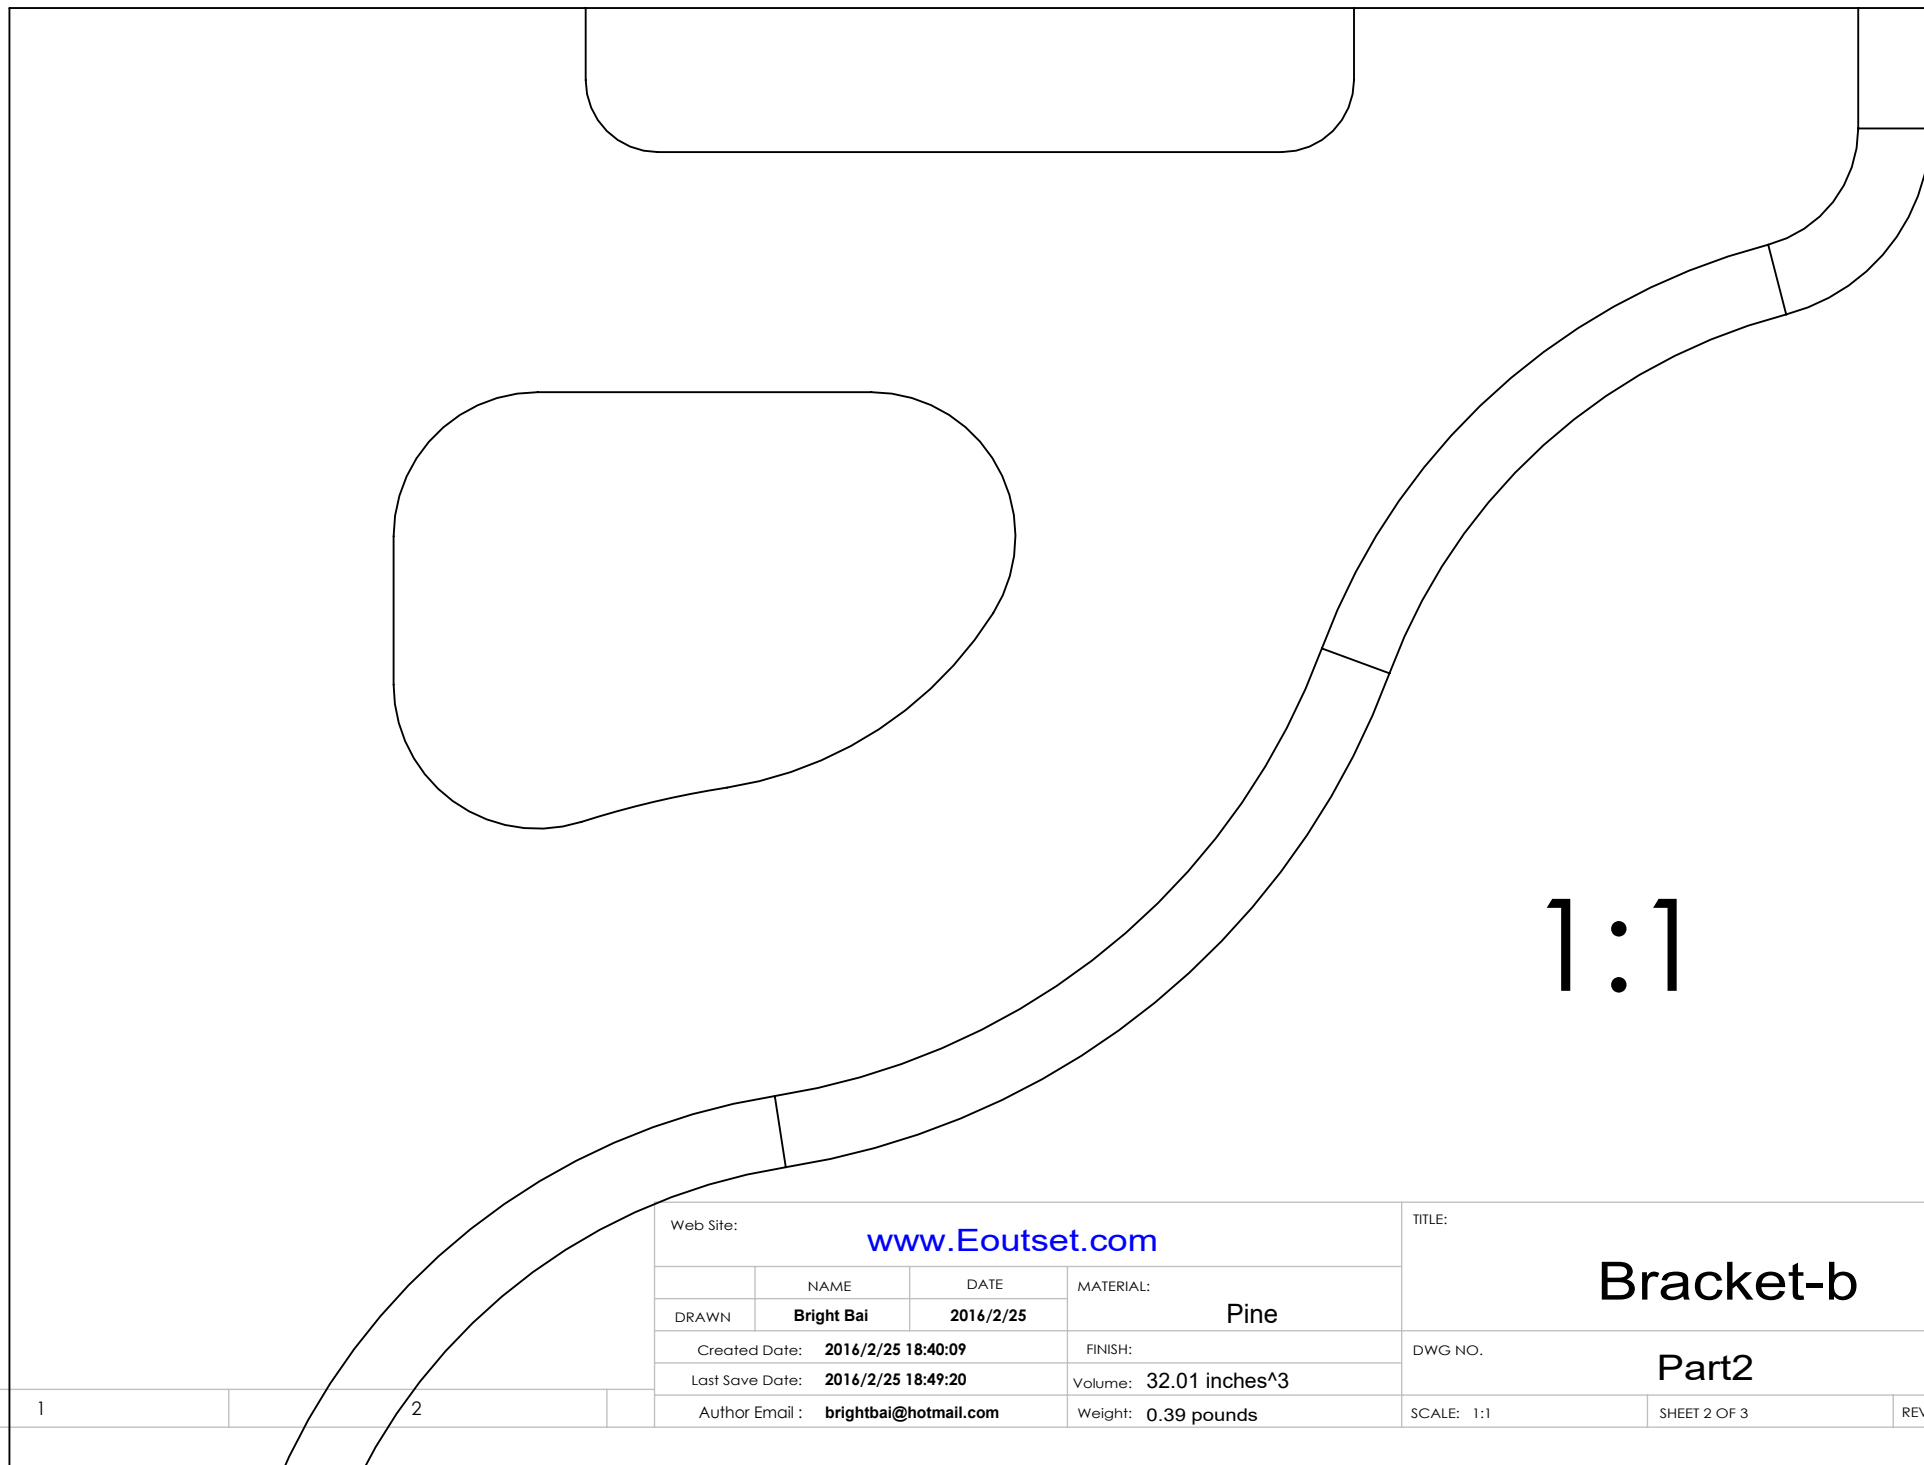 1:1
Web Site:
www.Eoutset.com
TITLE:
Bracket-b
NAME DATE MATERIAL:
DRAWN Bright Bai 2016/2/25 Pine
Created Date: 2016/2/25 18:40:09 FINISH: DWG NO.
Part2
Last Save Date: 2016/2/25 18:49:20 Volume: 32.01 inches^3
1 2 Author Email : brightbai@hotmail.com Weight: 0.39 pounds SCALE: 1:1 SHEET 2 OF 3 REV